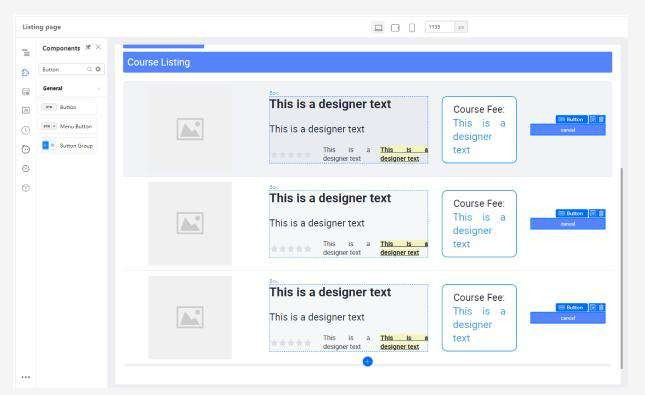 Listing page
1135 px
Components
Button
General
Button
Menu Button
Button Group
Course Listing
Box
This is a designer text
This is a designer text
This is a designer text
This is a designer text
Course Fee:
This is a
designer
text
Button
cancel
Box
This is a designer text
This is a designer text
This is a designer text
This is a designer text
Course Fee:
This is a
designer
text
Button
cancel
Box
This is a designer text
This is a designer text
This is a designer text
This is a designer text
Course Fee:
This is a
designer
text
Button
cancel